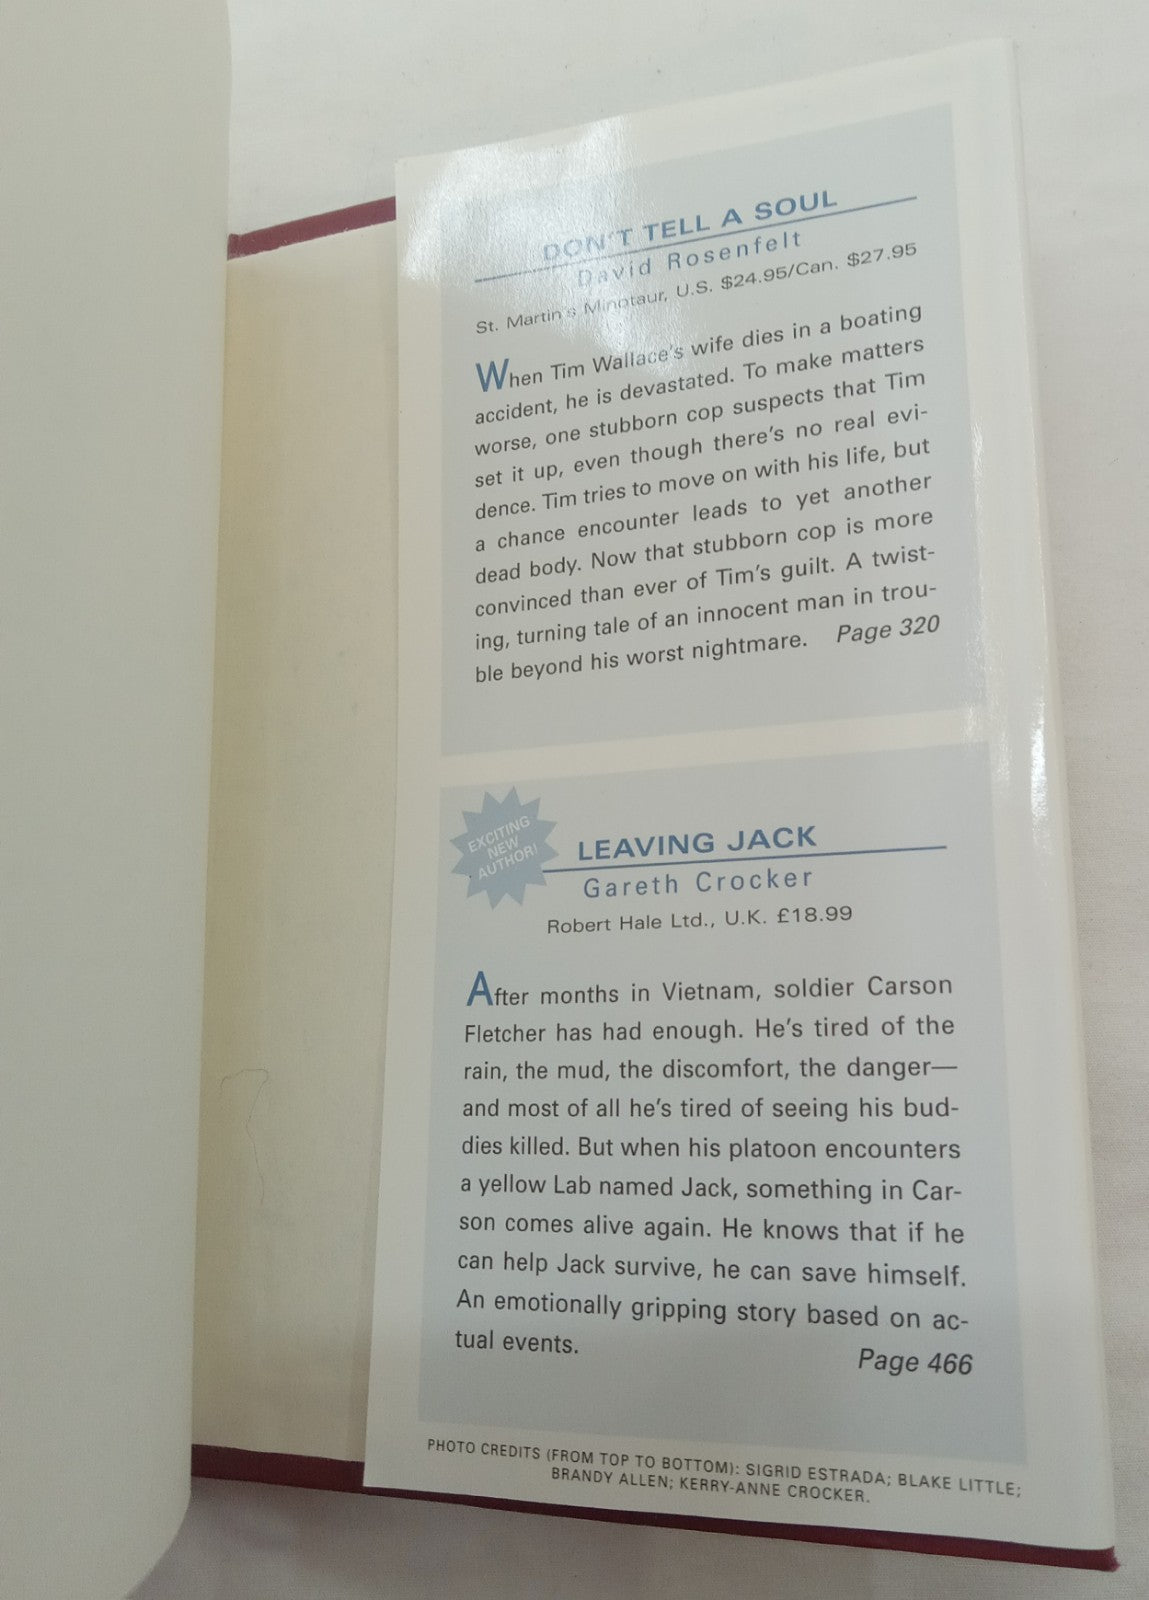 DON'T TELL A SOUL
David Rosenfelt
St. Martin's Minotaur, U.S. $24.95/Can. $27.95
When Tim Wallace's wife dies in a boating
accident, he is devastated. To make matters
worse, one stubborn cop suspects that Tim
set it up, even though there's no real evi-
dence. Tim tries to move on with his life, but
a chance encounter leads to yet another
dead body. Now that stubborn cop is more
convinced than ever of Tim's guilt. A twist-
ing, turning tale of an innocent man in trou-
ble beyond his worst nightmare. Page 320
EXCITING
NEW
AUTHOR!
LEAVING JACK
Gareth Crocker
Robert Hale Ltd., U.K. £18.99
After months in Vietnam, soldier Carson
Fletcher has had enough. He's tired of the
rain, the mud, the discomfort, the danger—
and most of all he's tired of seeing his bud-
dies killed. But when his platoon encounters
a yellow Lab named Jack, something in Car-
son comes alive again. He knows that if he
can help Jack survive, he can save himself.
An emotionally gripping story based on ac-
tual events. Page 466
PHOTO CREDITS (FROM TOP TO BOTTOM): SIGRID ESTRADA; BLAKE LITTLE;
BRANDY ALLEN; KERRY-ANNE CROCKER.